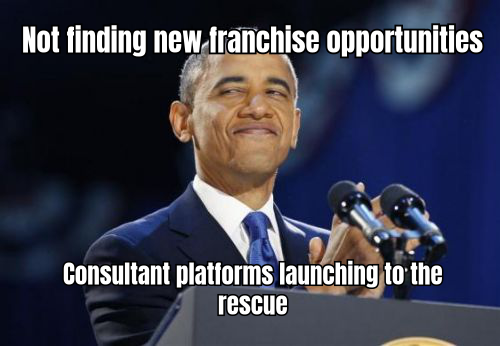 Not finding new franchise opportunities
Consultant platforms launching to the
rescue